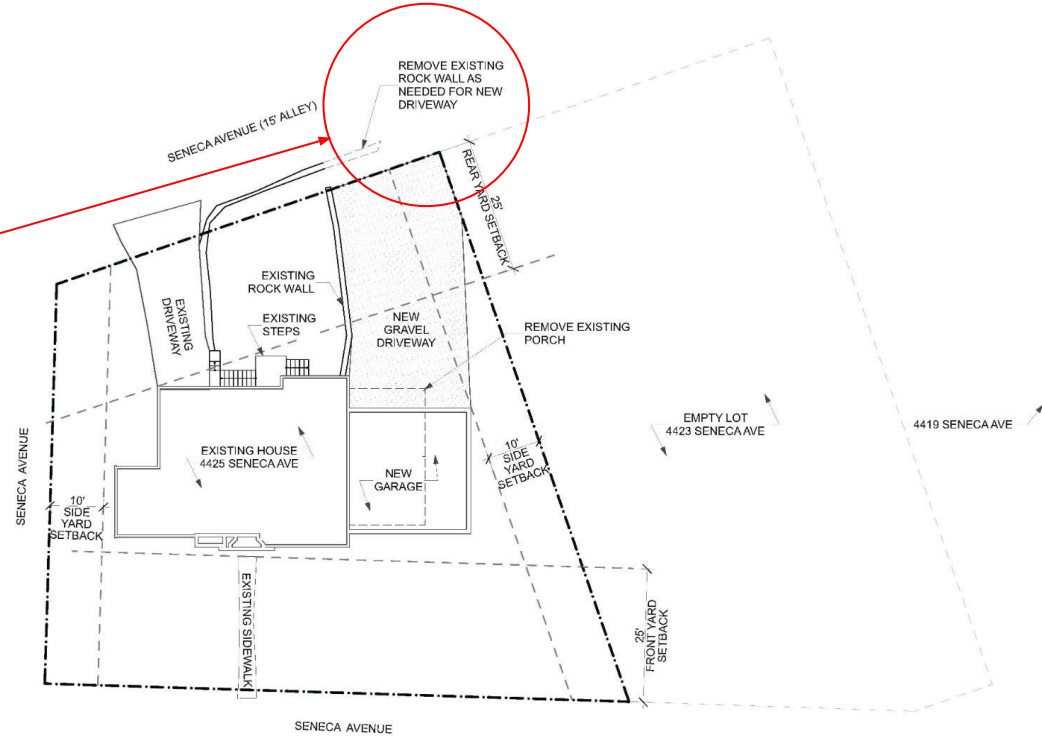 REMOVE EXISTING
ROCK WALL AS
NEEDED FOR NEW
DRIVEWAY
SENECA AVENUE (15' ALLEY)
25'
REAR YARD SETBACK
EXISTING
ROCK WALL
EXISTING
DRIVEWAY
EXISTING
STEPS
NEW
GRAVEL
DRIVEWAY
REMOVE EXISTING
PORCH
EMPTY LOT
4423 SENECA AVE
4419 SENECA AVE
EXISTING HOUSE
4425 SENECA AVE
NEW
GARAGE
10'
SIDE
YARD
SETBACK
SENECA AVENUE
10'
SIDE
YARD
SETBACK
EXISTING SIDEWALK
25'
FRONT YARD
SETBACK
SENECA AVENUE